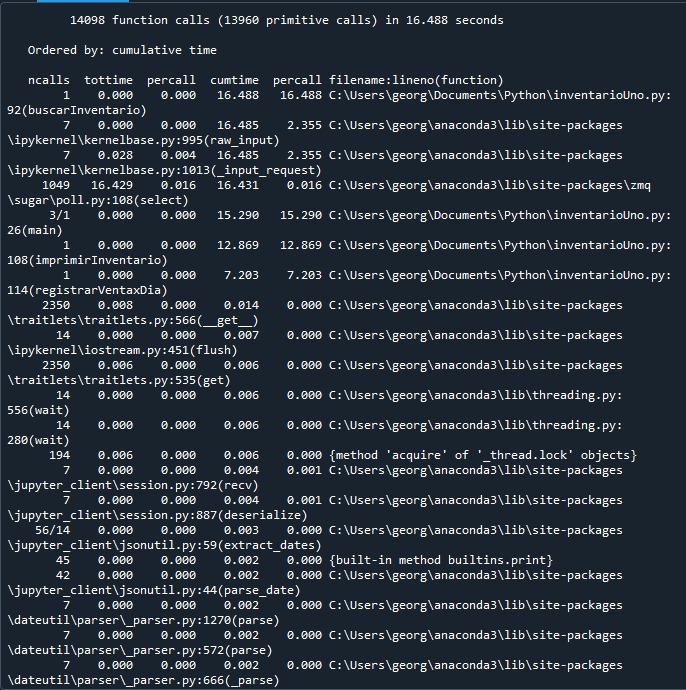 14098 function calls (13960 primitive calls) in 16.488 seconds
Ordered by: cumulative time
ncalls  tottime  percall  cumtime  percall filename:lineno(function)
1    0.000    0.000   16.488   16.488 C:\Users\georg\Documents\Python\inventarioUno.py:
92(buscarInventario)
7    0.000    0.000   16.485    2.355 C:\Users\georg\anaconda3\lib\site-packages
\ipykernel\kernelbase.py:995(raw_input)
7    0.028    0.004   16.485    2.355 C:\Users\georg\anaconda3\lib\site-packages
\ipykernel\kernelbase.py:1013(_input_request)
1049   16.429    0.016   16.431    0.016 C:\Users\georg\anaconda3\lib\site-packages\zmq
\sugar\poll.py:108(select)
3/1    0.000    0.000   15.290   15.290 C:\Users\georg\Documents\Python\inventarioUno.py:
26(main)
1    0.000    0.000   12.869   12.869 C:\Users\georg\Documents\Python\inventarioUno.py:
108(imprimirInventario)
1    0.000    0.000    7.203    7.203 C:\Users\georg\Documents\Python\inventarioUno.py:
114(registrarVentaxDia)
2350    0.008    0.000    0.014    0.000 C:\Users\georg\anaconda3\lib\site-packages
\traitlets\traitlets.py:566(__get__)
14    0.000    0.000    0.007    0.000 C:\Users\georg\anaconda3\lib\site-packages
\ipykernel\iostream.py:451(flush)
2350    0.006    0.000    0.006    0.000 C:\Users\georg\anaconda3\lib\site-packages
\traitlets\traitlets.py:535(get)
14    0.000    0.000    0.006    0.000 C:\Users\georg\anaconda3\lib\threading.py:
556(wait)
14    0.000    0.000    0.006    0.000 C:\Users\georg\anaconda3\lib\threading.py:
280(wait)
194    0.006    0.000    0.006    0.000 {method 'acquire' of '_thread.lock' objects}
7    0.000    0.000    0.004    0.001 C:\Users\georg\anaconda3\lib\site-packages
\jupyter_client\session.py:792(recv)
7    0.000    0.000    0.004    0.001 C:\Users\georg\anaconda3\lib\site-packages
\jupyter_client\session.py:887(deserialize)
56/14    0.000    0.000    0.003    0.000 C:\Users\georg\anaconda3\lib\site-packages
\jupyter_client\jsonutil.py:59(extract_dates)
45    0.000    0.000    0.002    0.000 {built-in method builtins.print}
42    0.000    0.000    0.002    0.000 C:\Users\georg\anaconda3\lib\site-packages
\jupyter_client\jsonutil.py:44(parse_date)
7    0.000    0.000    0.002    0.000 C:\Users\georg\anaconda3\lib\site-packages
\dateutil\parser\_parser.py:1270(parse)
7    0.000    0.000    0.002    0.000 C:\Users\georg\anaconda3\lib\site-packages
\dateutil\parser\_parser.py:572(parse)
7    0.000    0.000    0.002    0.000 C:\Users\georg\anaconda3\lib\site-packages
\dateutil\parser\_parser.py:666(_parse)